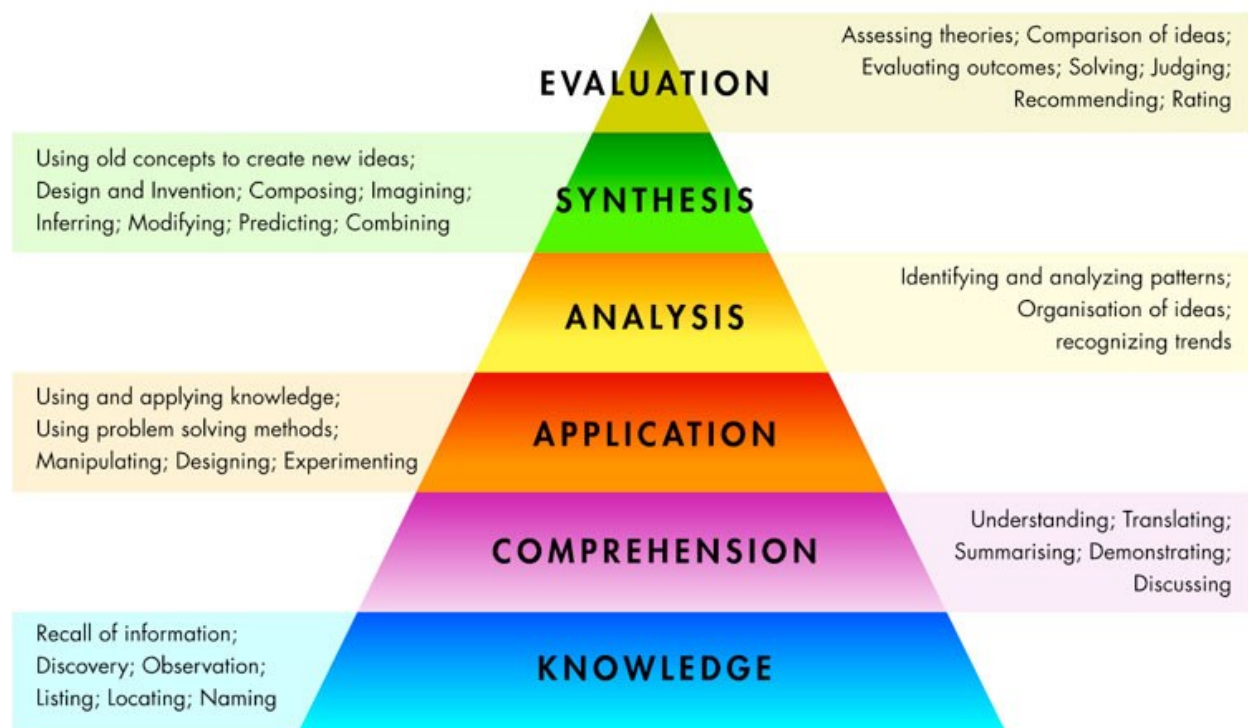 EVALUATION
Assessing theories; Comparison of ideas;
Evaluating outcomes; Solving; Judging;
Recommending; Rating
Using old concepts to create new ideas;
Design and Invention; Composing; Imagining;
Inferring; Modifying; Predicting; Combining
SYNTHESIS
ANALYSIS
Identifying and analyzing patterns;
Organisation of ideas;
recognizing trends
Using and applying knowledge;
Using problem solving methods;
Manipulating; Designing; Experimenting
APPLICATION
COMPREHENSION
Understanding; Translating;
Summarising; Demonstrating;
Discussing
Recall of information;
Discovery; Observation;
Listing; Locating; Naming
KNOWLEDGE